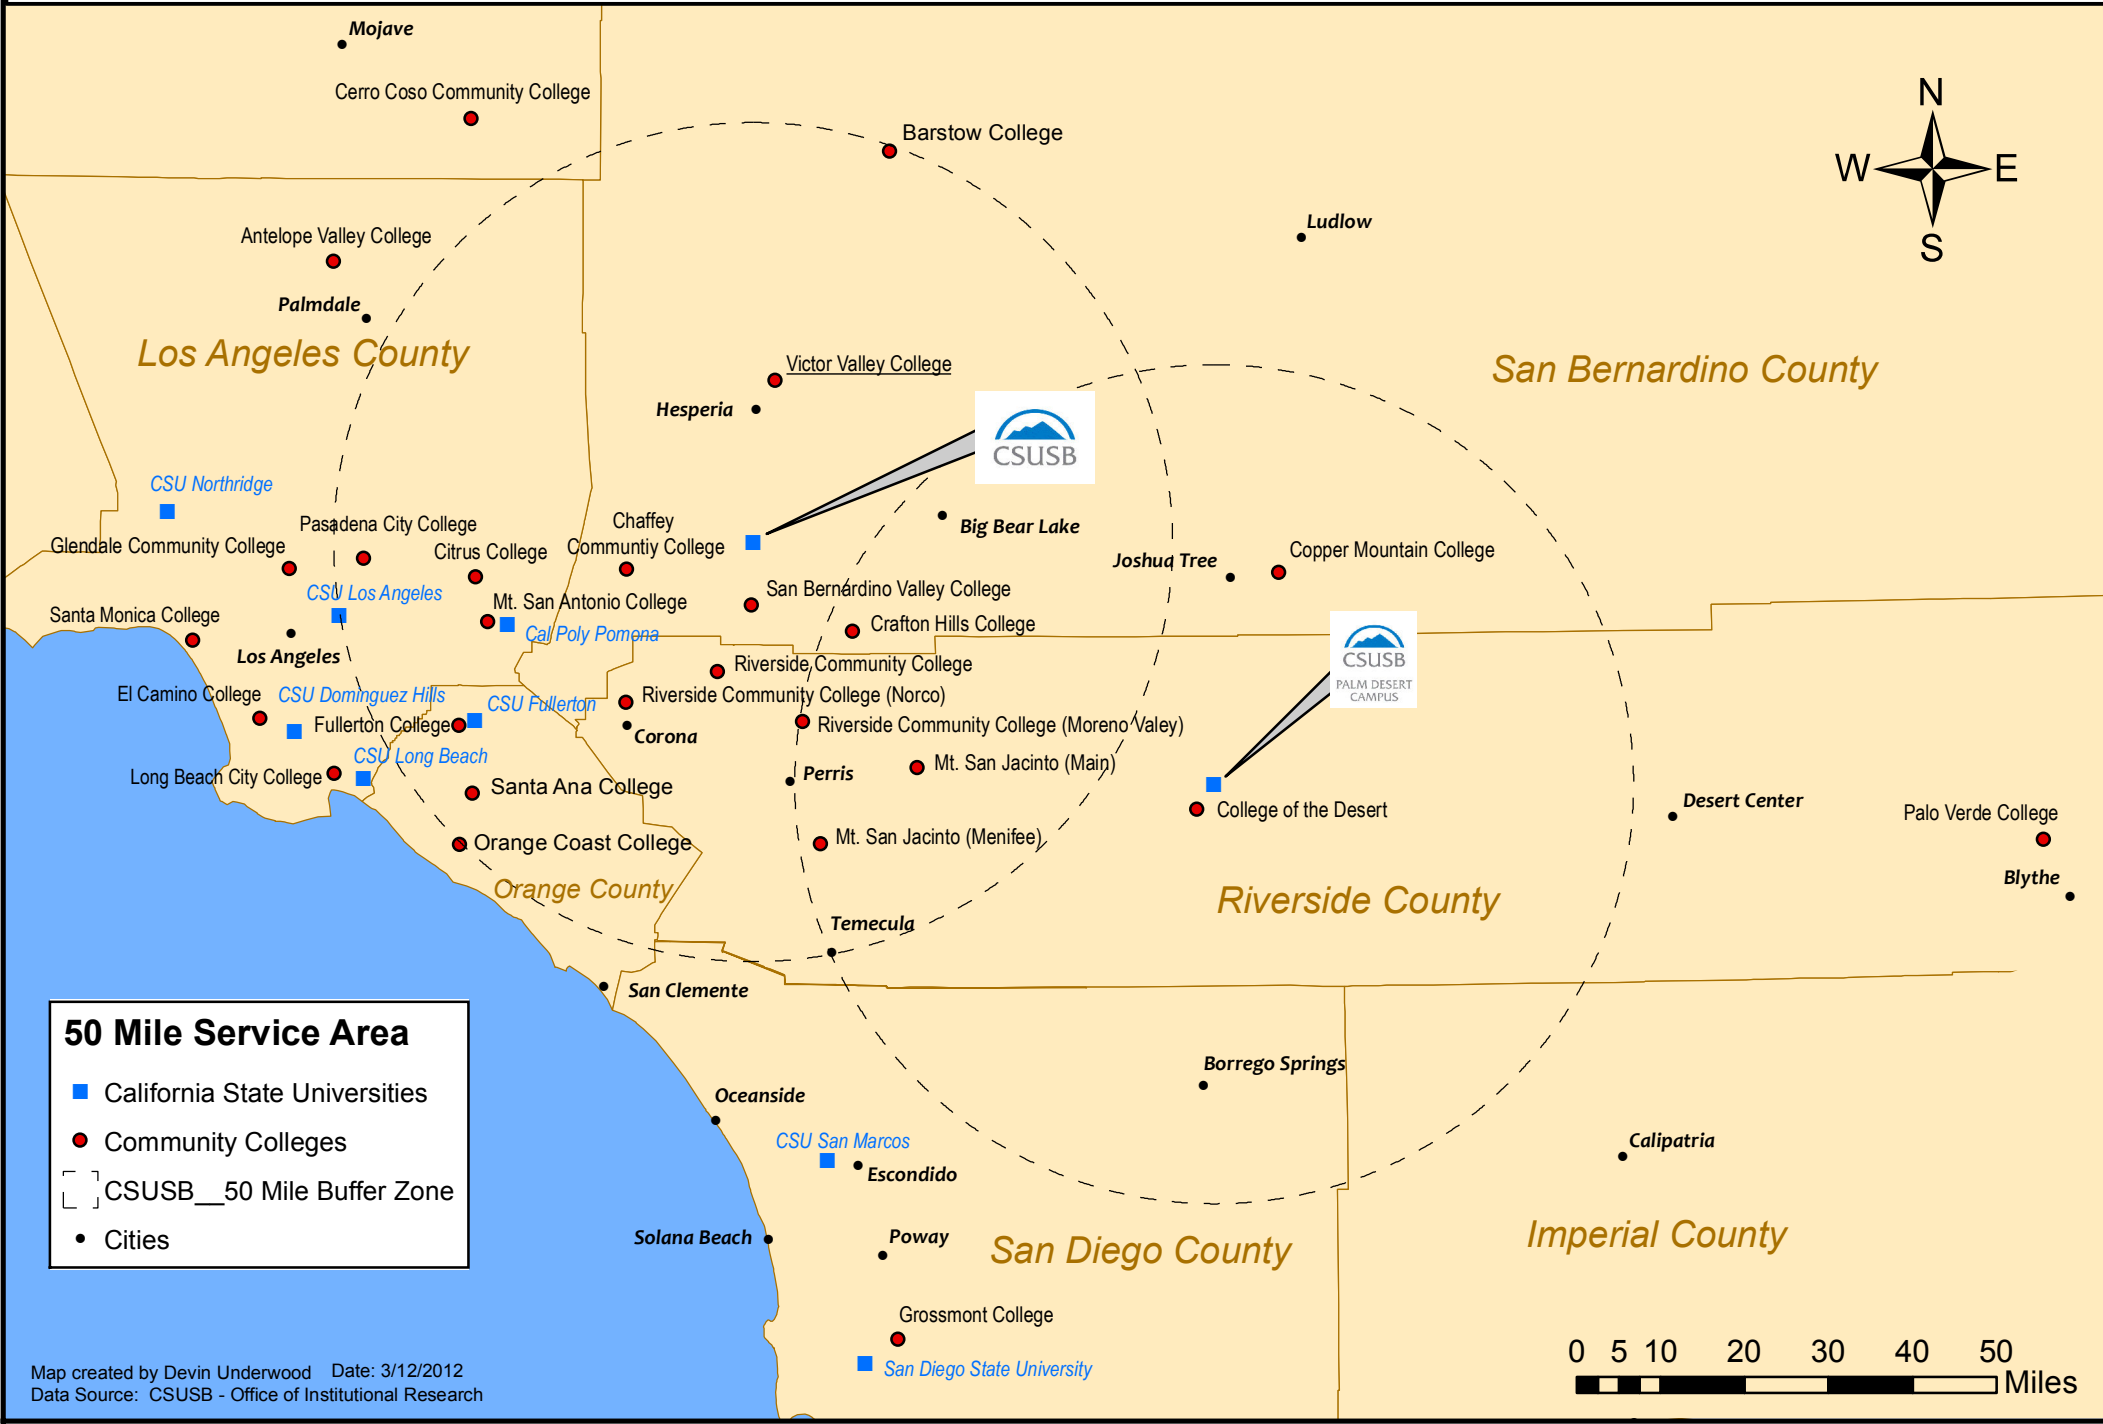 Mojave
Cerro Coso Community College
Barstow College
N
W
E
S
Ludlow
Antelope Valley College
Palmdale
Los Angeles County
San Bernardino County
Victor Valley College
Hesperia
CSUSB
CSU Northridge
Big Bear Lake
Pasadena City College
Chaffey
Communtiy College
Glendale Community College
Citrus College
Joshua Tree
Copper Mountain College
CSU Los Angeles
San Bernardino Valley College
Santa Monica College
Mt. San Antonio College
Cal Poly Pomona
Crafton Hills College
Los Angeles
Riverside Community College
CSUSB
PALM DESERT
CAMPUS
El Camino College
CSU Dominguez Hills
CSU Fullerton
Riverside Community College (Norco)
Fullerton College
Corona
Riverside Community College (Moreno Valey)
CSU Long Beach
Long Beach City College
Perris
Mt. San Jacinto (Main)
Santa Ana College
College of the Desert
Desert Center
Palo Verde College
Orange Coast College
Mt. San Jacinto (Menifee)
Blythe
Orange County
Riverside County
Temecula
San Clemente
50 Mile Service Area
California State Universities
Community Colleges
CSUSB__50 Mile Buffer Zone
Cities
Borrego Springs
Oceanside
CSU San Marcos
Escondido
Calipatria
Solana Beach
Poway
San Diego County
Imperial County
Grossmont College
San Diego State University
0 5 10 20 30 40 50
Miles
Map created by Devin Underwood Date: 3/12/2012
Data Source: CSUSB - Office of Institutional Research